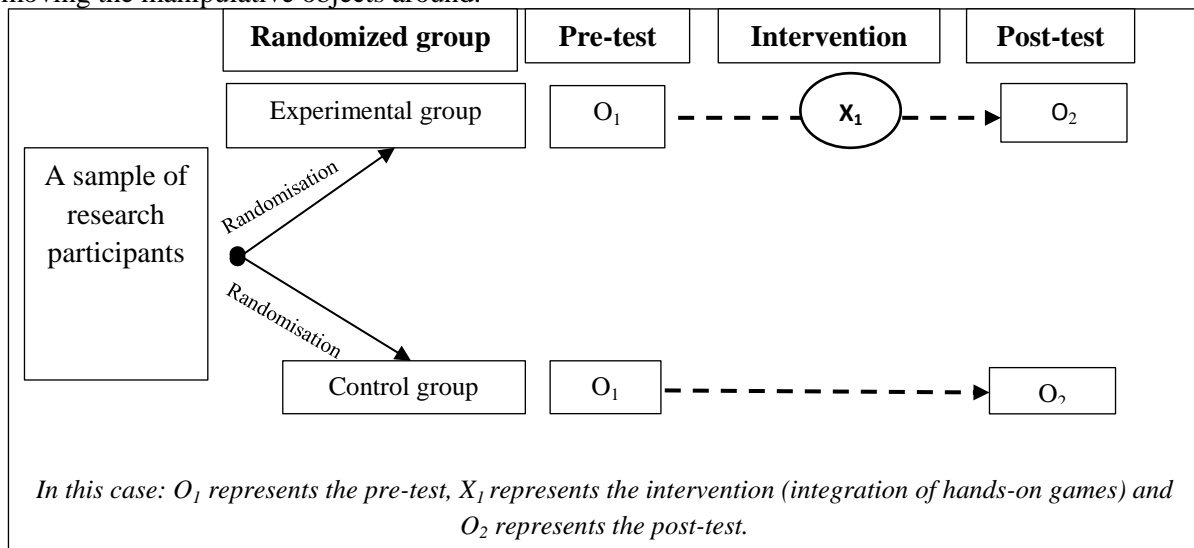 moving the manipulative objects around.
Randomized group Pre-test Intervention Post-test
Experimental group O₁ X₁ O₂
A sample of
research
participants
Randomisation
Randomisation
Control group O₁ O₂
In this case: O₁ represents the pre-test, X₁ represents the intervention (integration of hands-on games) and
O₂ represents the post-test.